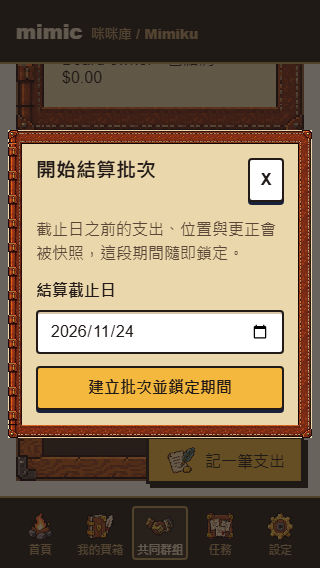 mimic 咪咪庫 / Mimiku
$0.00
開始結算批次
X
截止日之前的支出、位置與更正會
被快照，這段期間隨即鎖定。
結算截止日
2026/11/24
建立批次並鎖定期間
記一筆支出
首頁
我的寶箱
共同群組
任務
設定